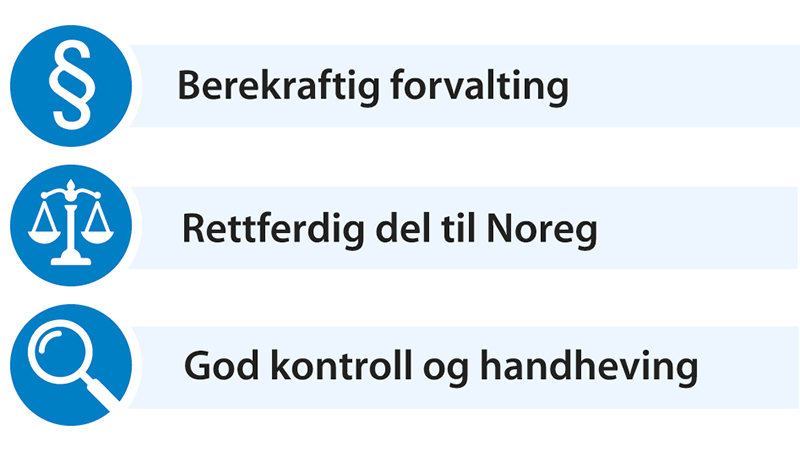 §
Berekraftig forvalting
Rettferdig del til Noreg
God kontroll og handheving